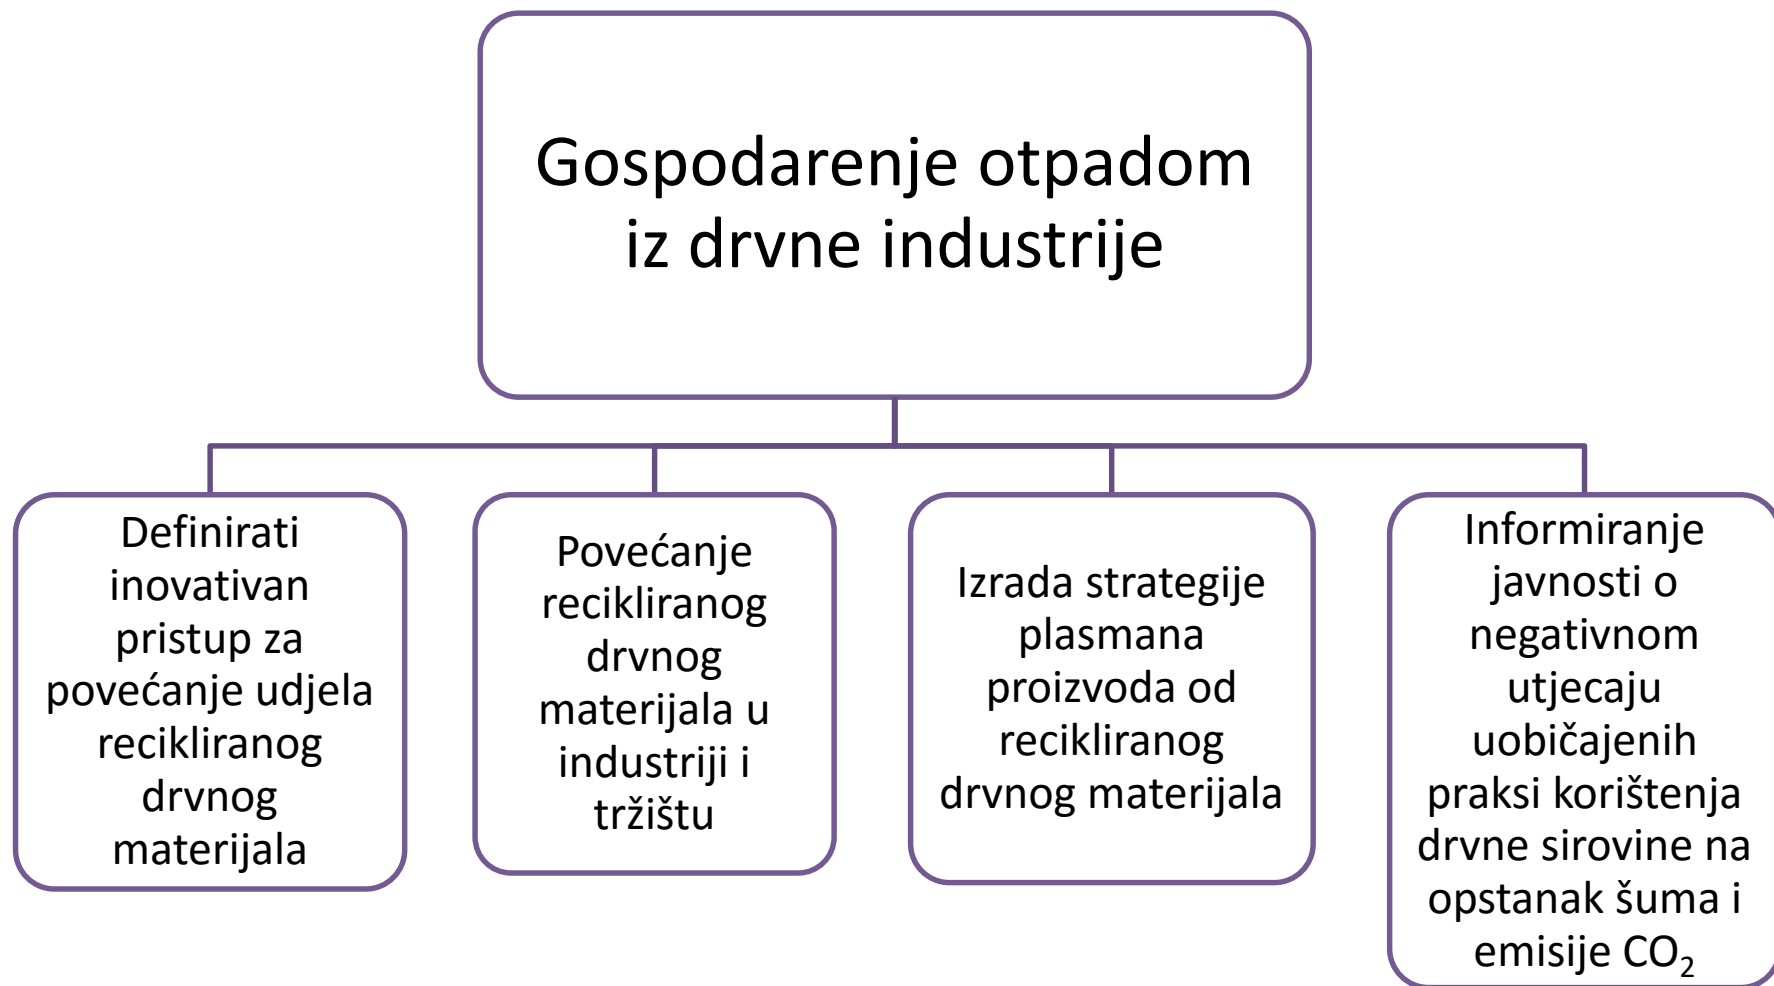 Gospodarenje otpadom
iz drvne industrije
Definirati
inovativan
pristup za
povećanje udjela
recikliranog
drvnog
materijala
Povećanje
recikliranog
drvnog
materijala u
industriji i
tržištu
Izrada strategije
plasmana
proizvoda od
recikliranog
drvnog materijala
Informiranje
javnosti o
negativnom
utjecaju
uobičajenih
praksi korištenja
drvne sirovine na
opstanak šuma i
emisije CO₂